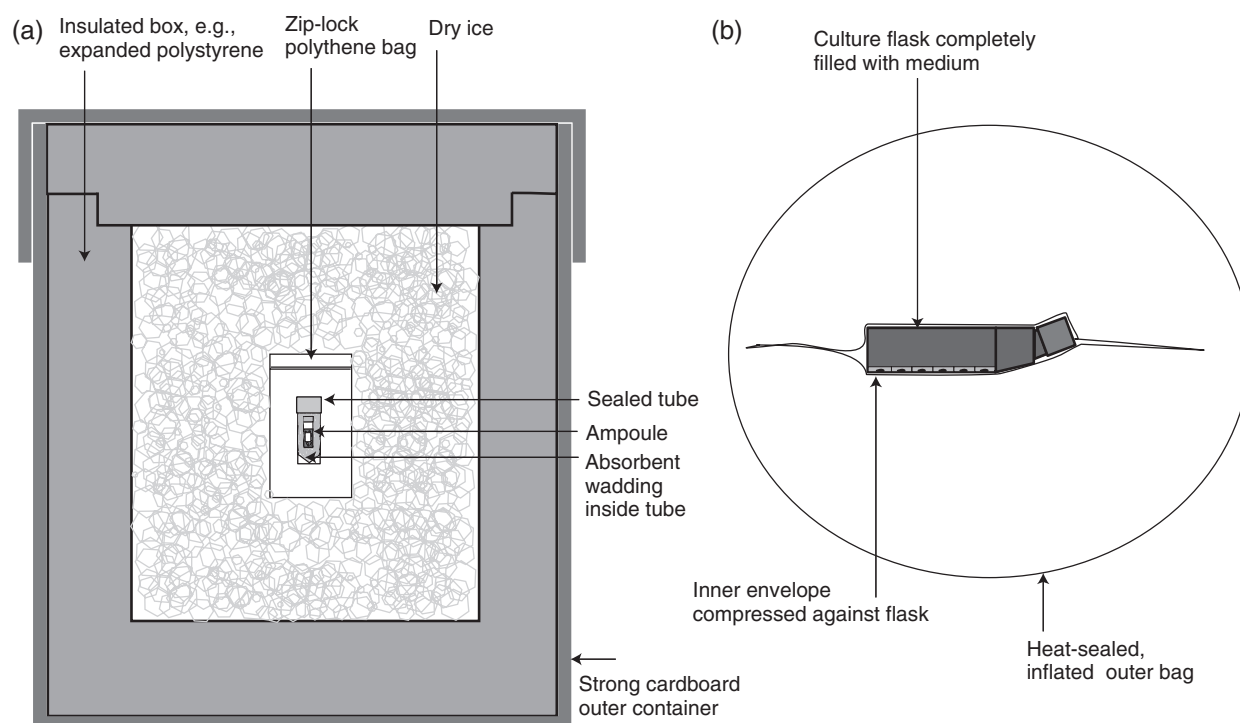 (a)
Insulated box, e.g.,
expanded polystyrene
Zip-lock
polythene bag
Dry ice
Sealed tube
Ampoule
Absorbent
wadding
inside tube
Strong cardboard
outer container
(b)
Culture flask completely
filled with medium
Inner envelope
compressed against flask
Heat-sealed,
inflated outer bag